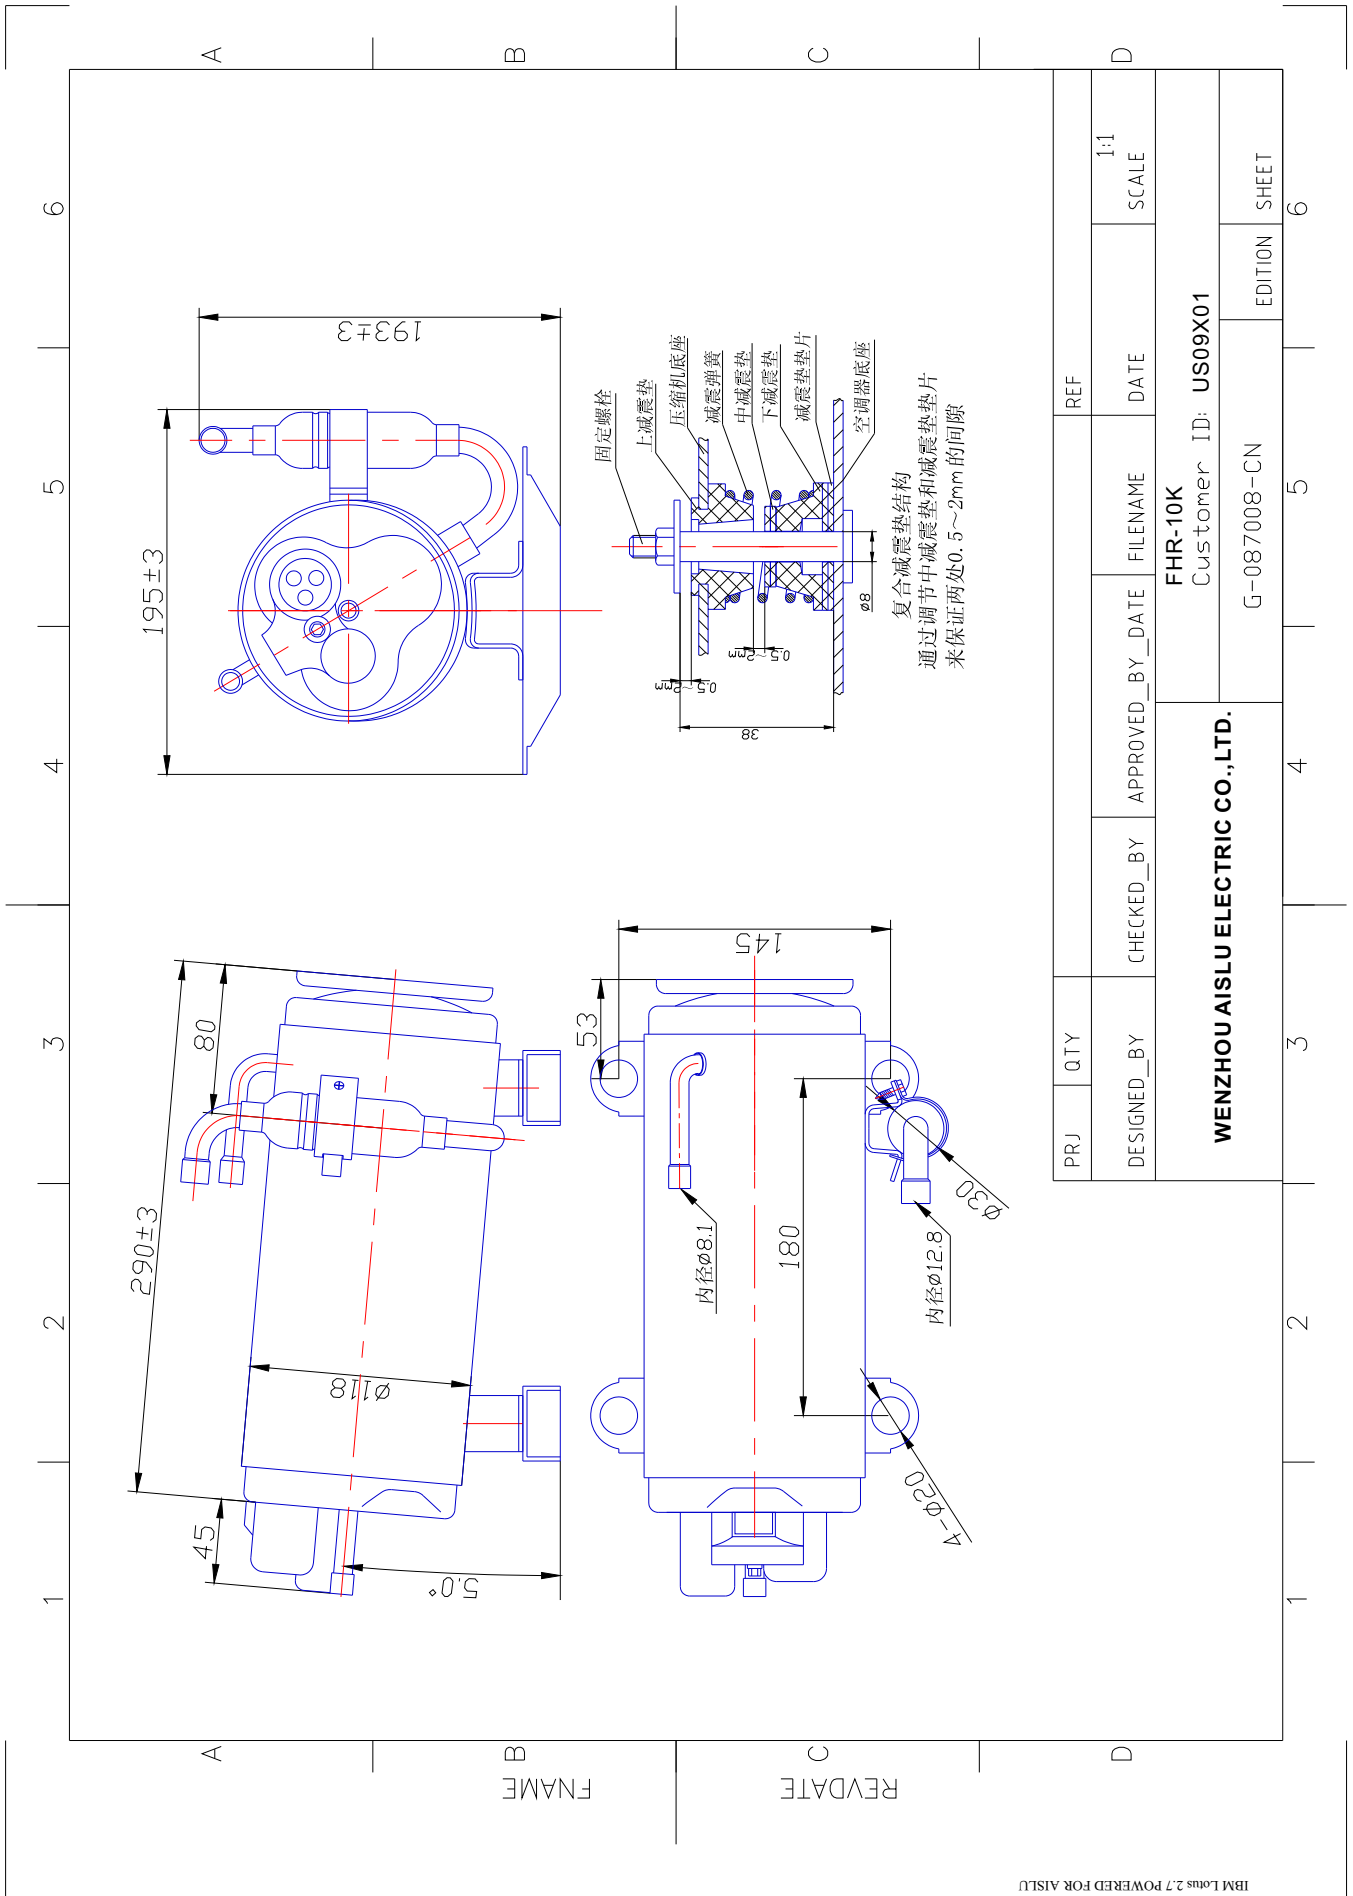 A
B
C
D
1
2
3
4
5
6
290±3
80
45
Ø118
5.0°
195±3
193±3
53
145
180
内径Ø8.1
内径Ø12.8
Ø30
4-Ø20
固定螺栓
上减震垫
压缩机底座
减震弹簧
中减震垫
下减震垫
减震垫垫片
空调器底座
0.5~2mm
0.5~2mm
38
Ø8
复合减震垫结构
通过调节中减震垫和减震垫垫片
来保证两处0.5~2mm的间隙
PRJ
QTY
REF
DESIGNED_BY
CHECKED_BY
APPROVED_BY_DATE
FILENAME
DATE
1:1
SCALE
WENZHOU AISLU ELECTRIC CO.,LTD.
FHR-10K
Customer ID: US09X01
G-087008-CN
EDITION
SHEET
1
2
3
4
5
6
A
B
C
D
FNAME
REVDATE
IBM Lotus 2.7 POWERED FOR AISLU